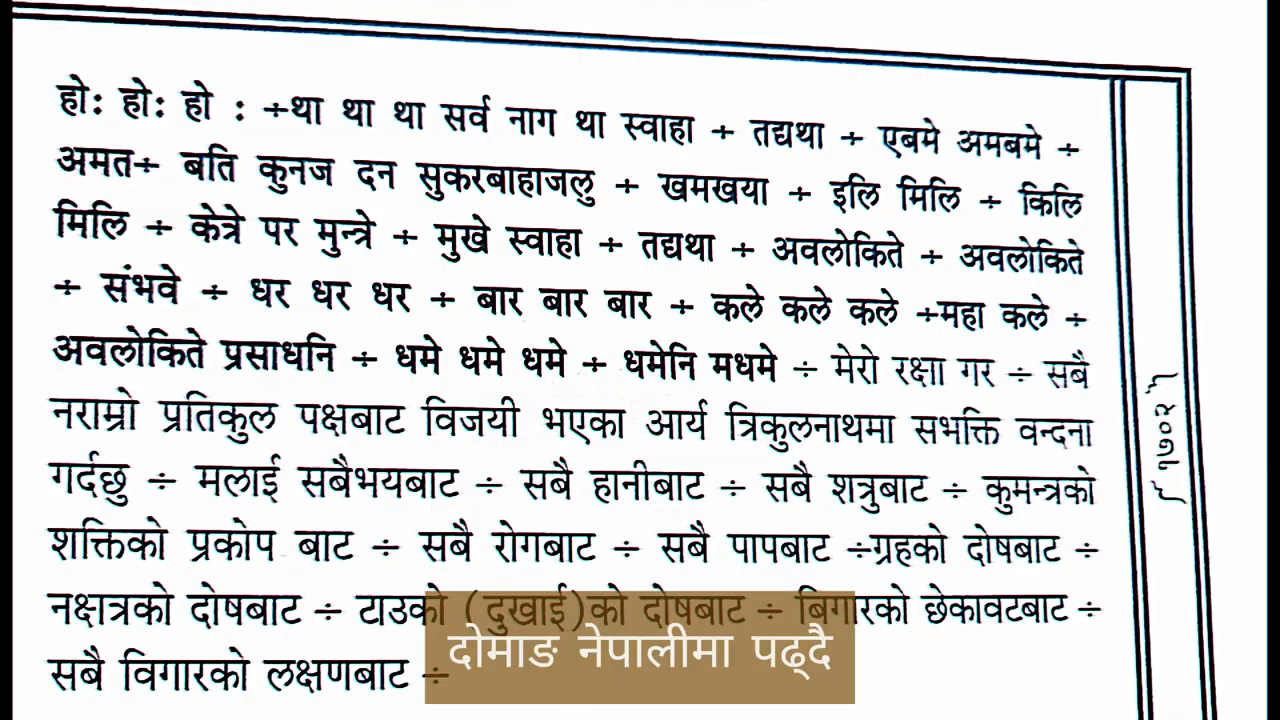 होः होः हो : ÷था था था सर्व नाग था स्वाहा ÷ तद्यथा ÷ एबमे अमबमे ÷
अमत÷ बति कुनज दन सुकरबाहाजलु ÷ खमखया ÷ इलि मिलि ÷ किलि
मिलि ÷ केत्रे पर मुन्त्रे ÷ मुखे स्वाहा ÷ तद्यथा ÷ अवलोकिते ÷ अवलोकिते
÷ संभवे ÷ धर धर धर ÷ बार बार बार ÷ कले कले कले ÷महा कले ÷
अवलोकिते प्रसाधनि ÷ धमे धमे धमे ÷ धमेनि मधमे ÷ मेरो रक्षा गर ÷ सबै
नराम्रो प्रतिकुल पक्षबाट विजयी भएका आर्य त्रिकुलनाथमा सभक्ति वन्दना
गर्दछु ÷ मलाई सबैभयबाट ÷ सबै हानीबाट ÷ सबै शत्रुबाट ÷ कुमन्त्रको
शक्तिको प्रकोप बाट ÷ सबै रोगबाट ÷ सबै पापबाट ÷ग्रहको दोषबाट ÷
नक्षत्रको दोषबाट ÷ टाउको (दुखाई)को दोषबाट ÷ बिगारको छेकावटबाट ÷
सबै विगारको लक्षणबाट ÷
दोमाङ नेपालीमा पढ्दै